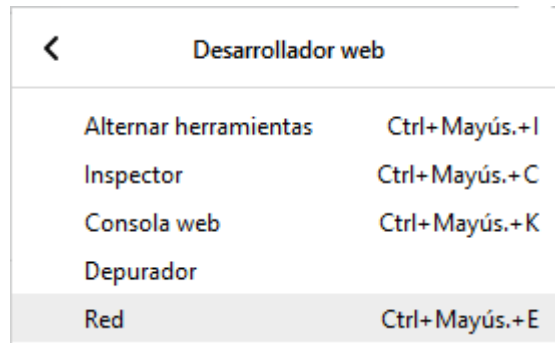 Desarrollador web
Alternar herramientas Ctrl+Mayús.+I
Inspector Ctrl+Mayús.+C
Consola web Ctrl+Mayús.+K
Depurador
Red Ctrl+Mayús.+E